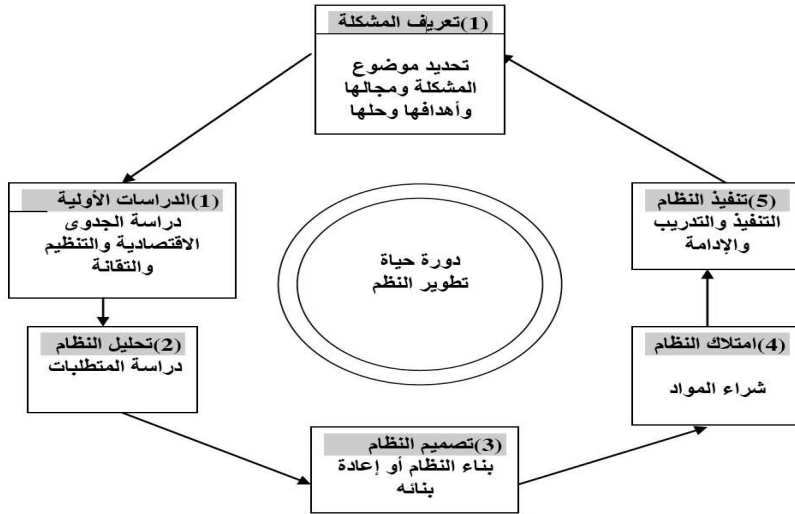 (1)تعريف المشكلة
تحديد موضوع
المشكلة ومجالها
وأهدافها وحلها
(1)الدراسات الأولية
دراسة الجدوى
الاقتصادية والتنظيم
والتقانة
(2)تحليل النظام
دراسة المتطلبات
(3)تصميم النظام
بناء النظام أو إعادة
بنائه
(4)امتلاك النظام
شراء المواد
(5)تنفيذ النظام
التنفيذ والتدريب
والإدامة
دورة حياة
تطوير النظم